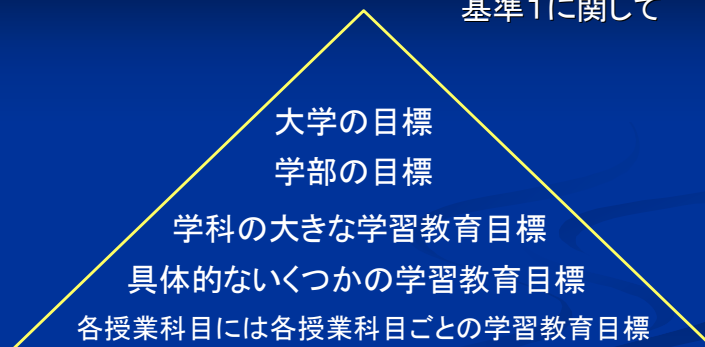 基準1に関して
大学の目標
学部の目標
学科の大きな学習教育目標
具体的ないくつかの学習教育目標
各授業科目には各授業科目ごとの学習教育目標